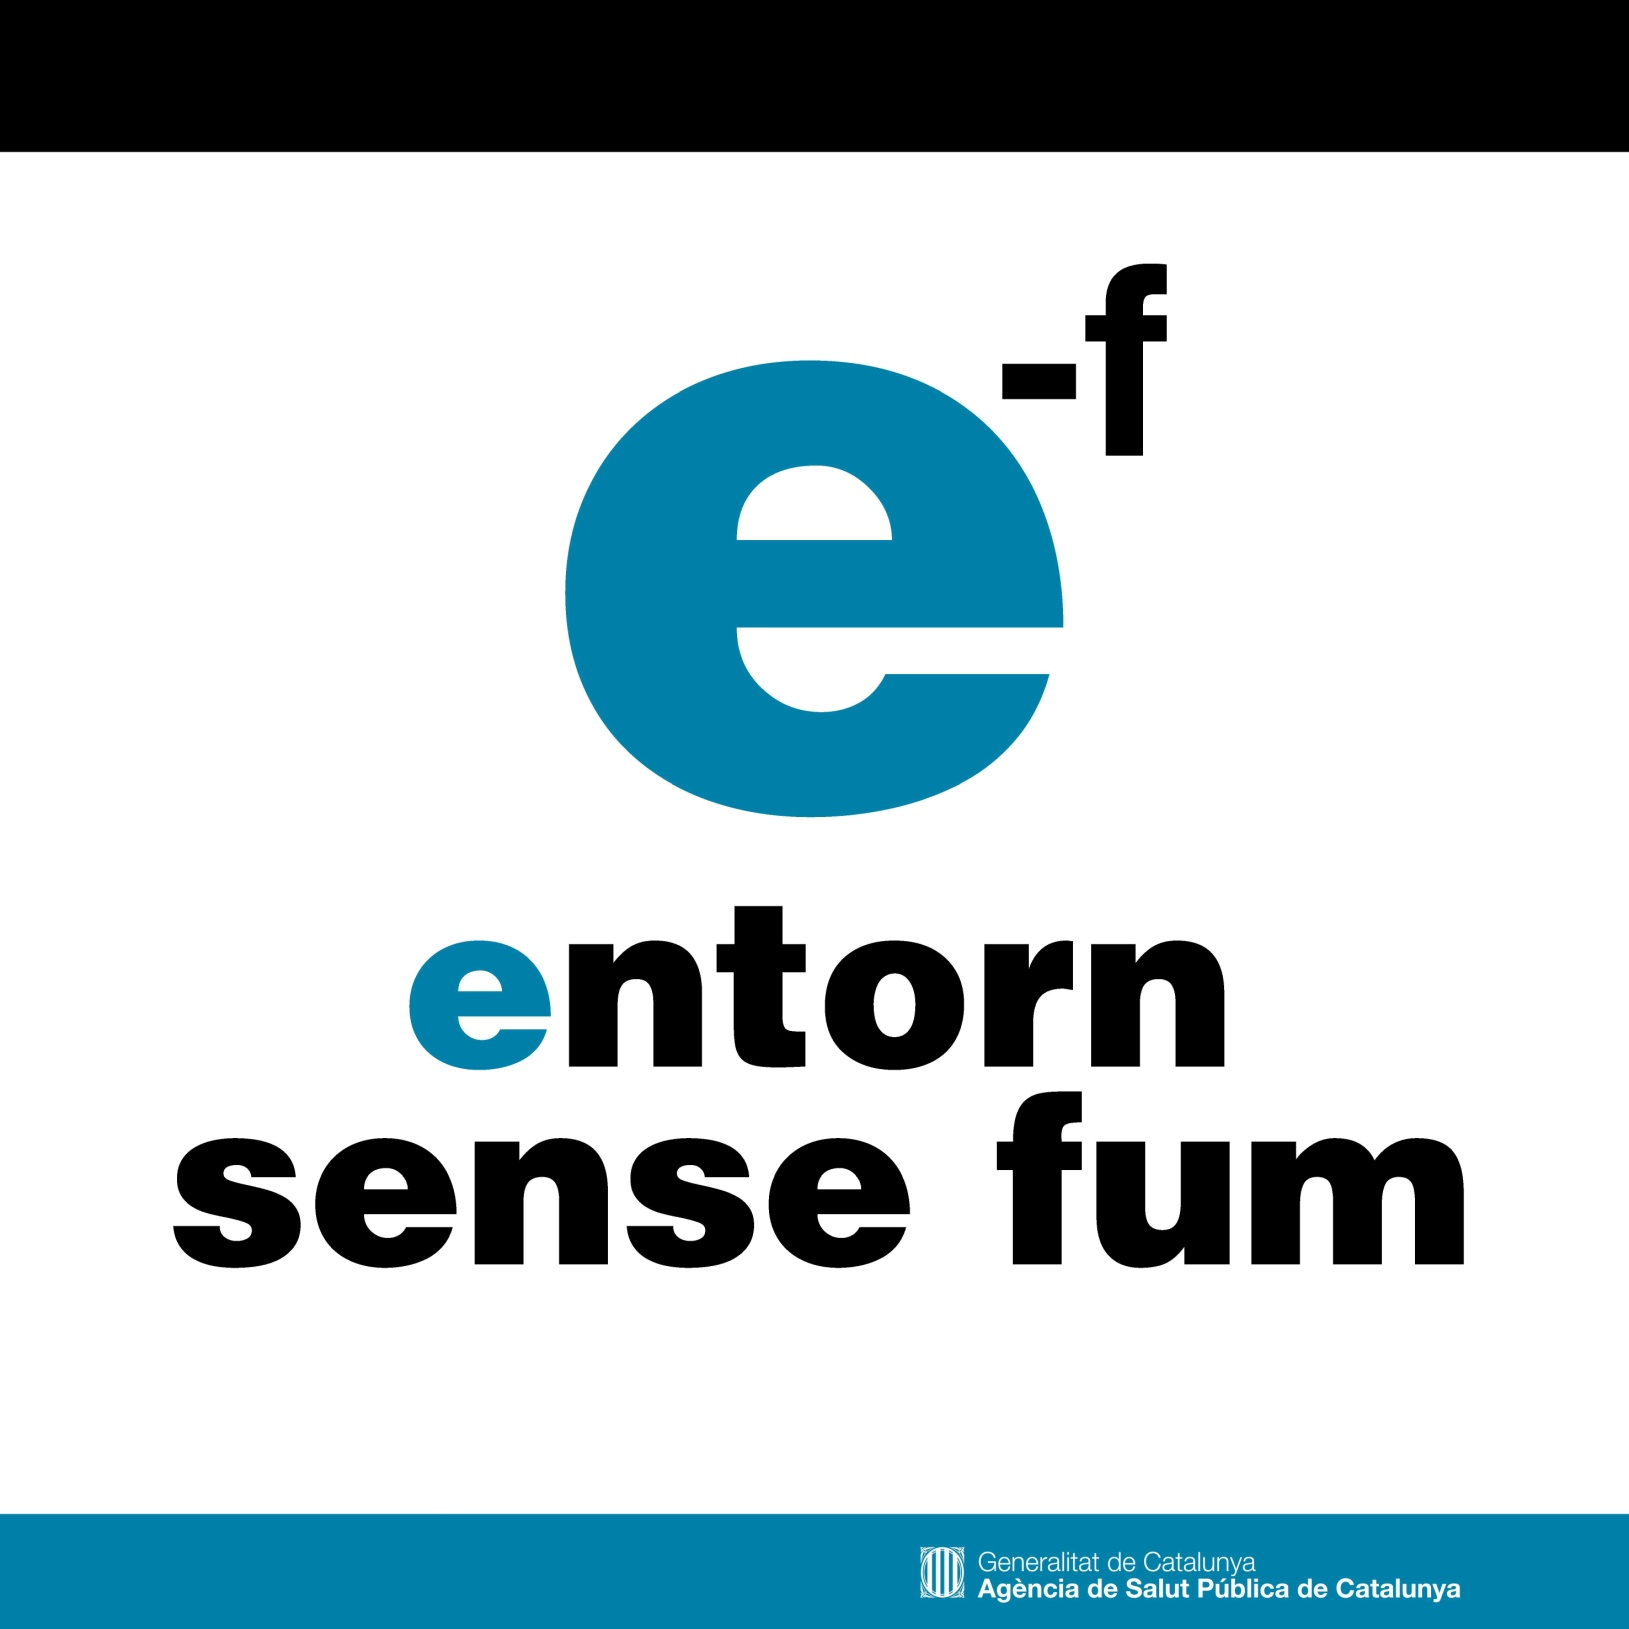 e-f
entorn
sense fum
Generalitat de Catalunya
Agència de Salut Pública de Catalunya